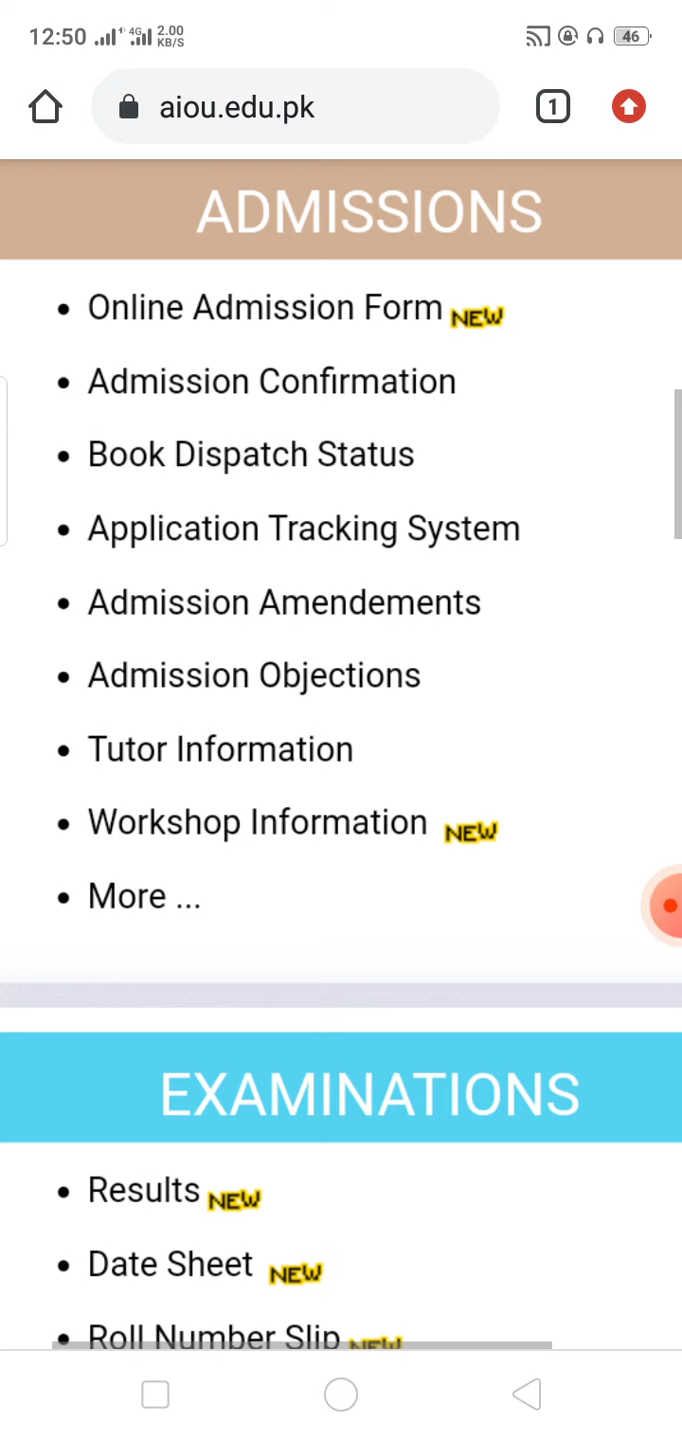 12:50 4G 2.00 KB/S 46
aiou.edu.pk 1
ADMISSIONS
• Online Admission Form NEW
• Admission Confirmation
• Book Dispatch Status
• Application Tracking System
• Admission Amendements
• Admission Objections
• Tutor Information
• Workshop Information NEW
• More ...
EXAMINATIONS
• Results NEW
• Date Sheet NEW
• Roll Number Slip NEW